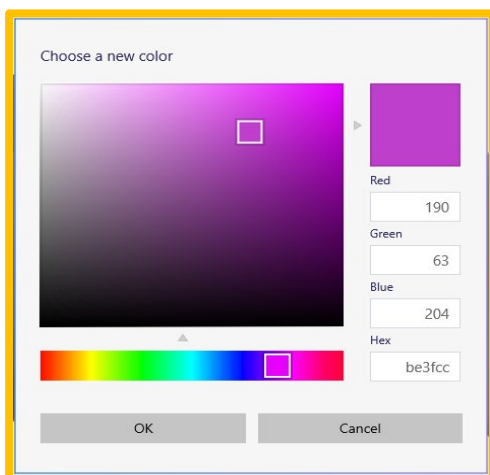 Choose a new color
Red
190
Green
63
Blue
204
Hex
be3fcc
OK
Cancel